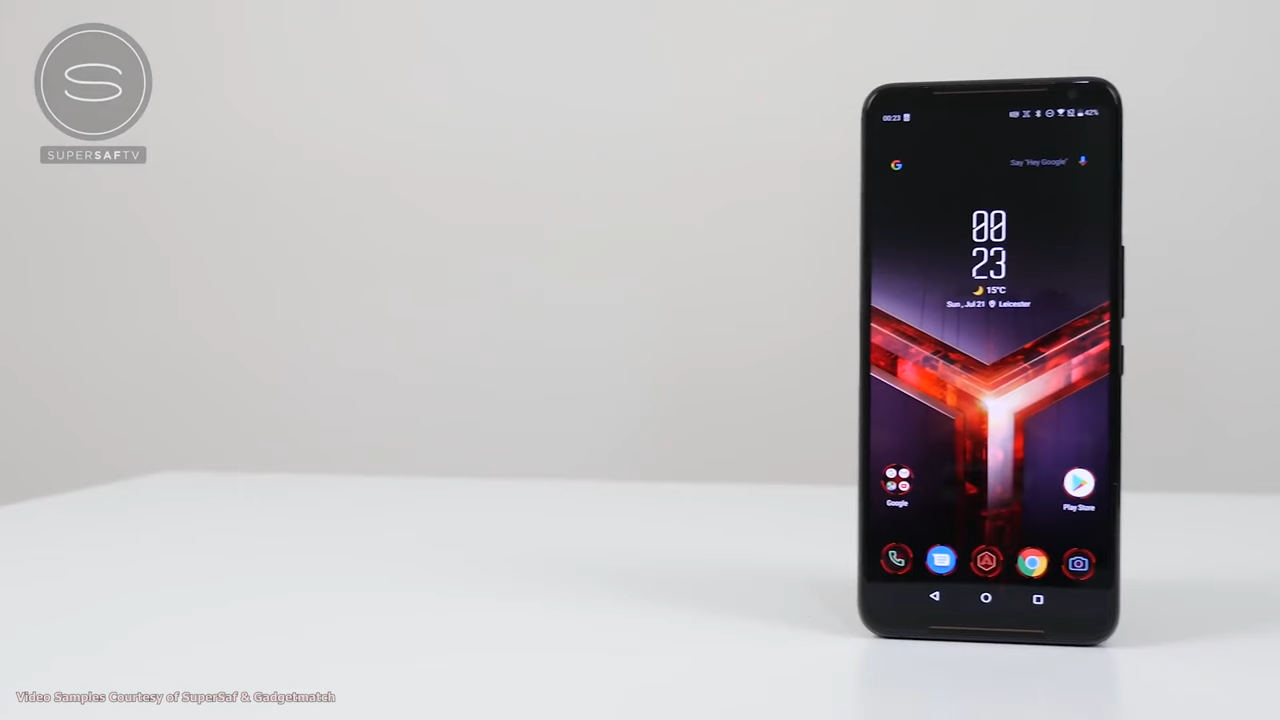 S
SUPERSAFTV
00:23
42%
Say "Hey Google"
00
23
15°C
Sun, Jul 21 Leicester
Google
Play Store
Video Samples Courtesy of SuperSaf & Gadgetmatch